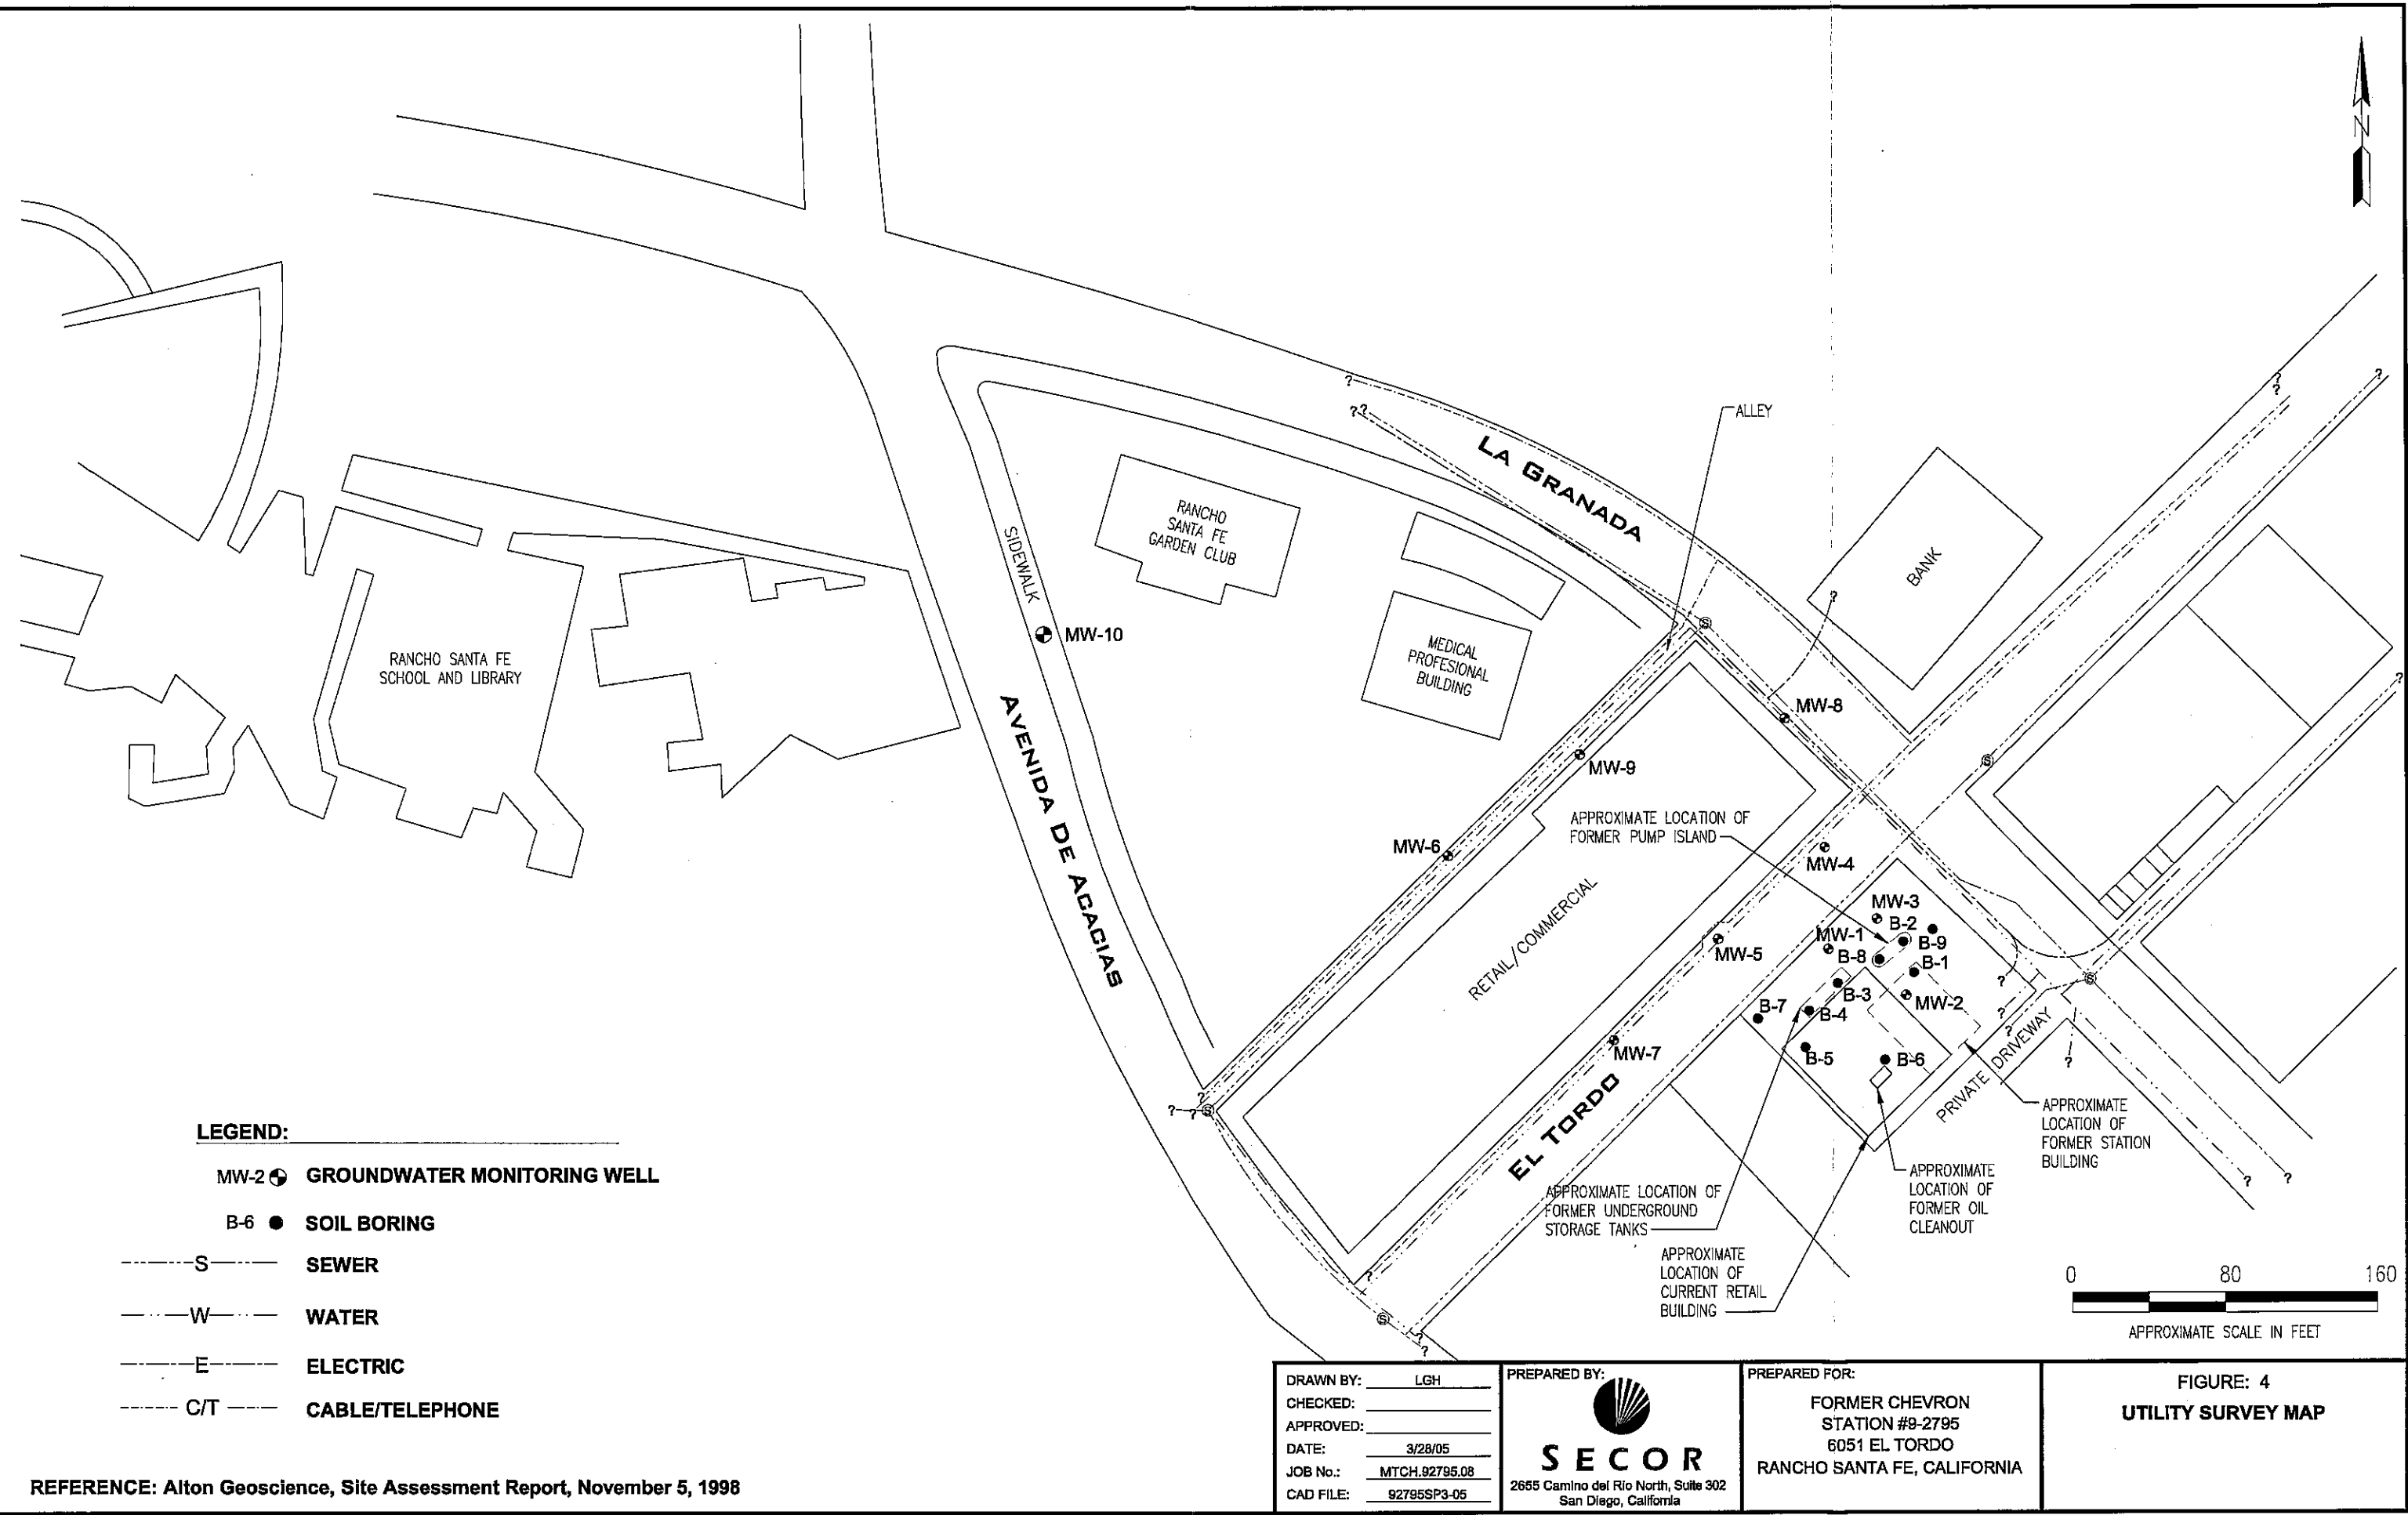 N
ALLEY
LA GRANADA
BANK
RANCHO
SANTA FE
GARDEN CLUB
SIDEWALK
MW-10
MEDICAL
PROFESIONAL
BUILDING
RANCHO SANTA FE
SCHOOL AND LIBRARY
AVENIDA DE ACACIAS
MW-8
MW-9
MW-6
APPROXIMATE LOCATION OF
FORMER PUMP ISLAND
MW-4
RETAIL/COMMERCIAL
MW-3
B-2
MW-1
B-9
MW-5
B-8
B-1
B-3
MW-2
B-7
B-4
MW-7
B-5
B-6
PRIVATE DRIVEWAY
EL TORDO
APPROXIMATE
LOCATION OF
FORMER STATION
BUILDING
APPROXIMATE
LOCATION OF
FORMER OIL
CLEANOUT
APPROXIMATE LOCATION OF
FORMER UNDERGROUND
STORAGE TANKS
APPROXIMATE
LOCATION OF
CURRENT RETAIL
BUILDING
? ? ? ? ? ? ? ? ? ? ? ? ? ? ? ? ? ? ? ?
S S S S S
0 80 160
APPROXIMATE SCALE IN FEET
LEGEND:
MW-2 GROUNDWATER MONITORING WELL
B-6 SOIL BORING
S SEWER
W WATER
E ELECTRIC
C/T CABLE/TELEPHONE
REFERENCE: Alton Geoscience, Site Assessment Report, November 5, 1998
DRAWN BY: LGH
CHECKED:
APPROVED:
DATE: 3/28/05
JOB No.: MTCH.92795.08
CAD FILE: 92795SP3-05
PREPARED BY:
SECOR
2655 Camino del Rio North, Suite 302
San Diego, California
PREPARED FOR:
FORMER CHEVRON
STATION #9-2795
6051 EL TORDO
RANCHO SANTA FE, CALIFORNIA
FIGURE: 4
UTILITY SURVEY MAP